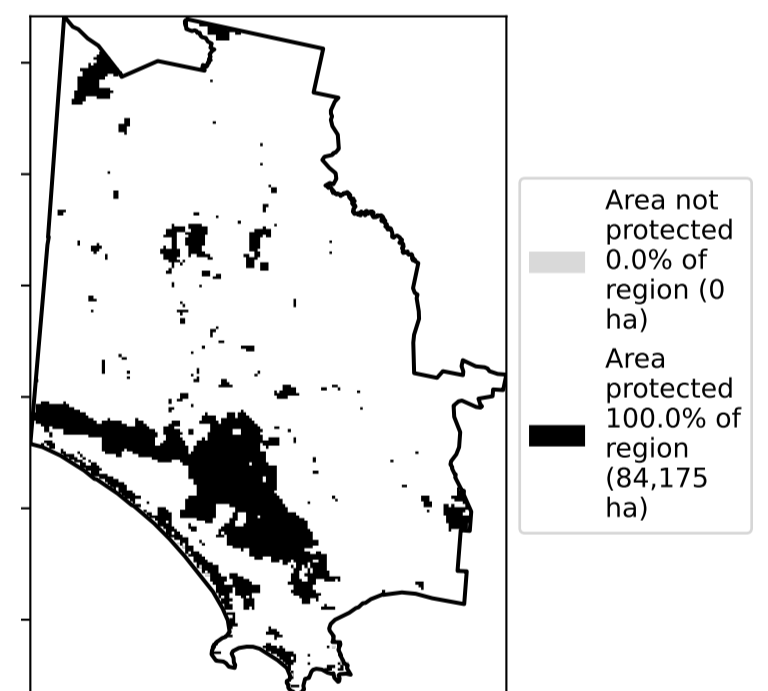 Area not
protected
0.0% of
region (0
ha)
Area
protected
100.0% of
region
(84,175
ha)